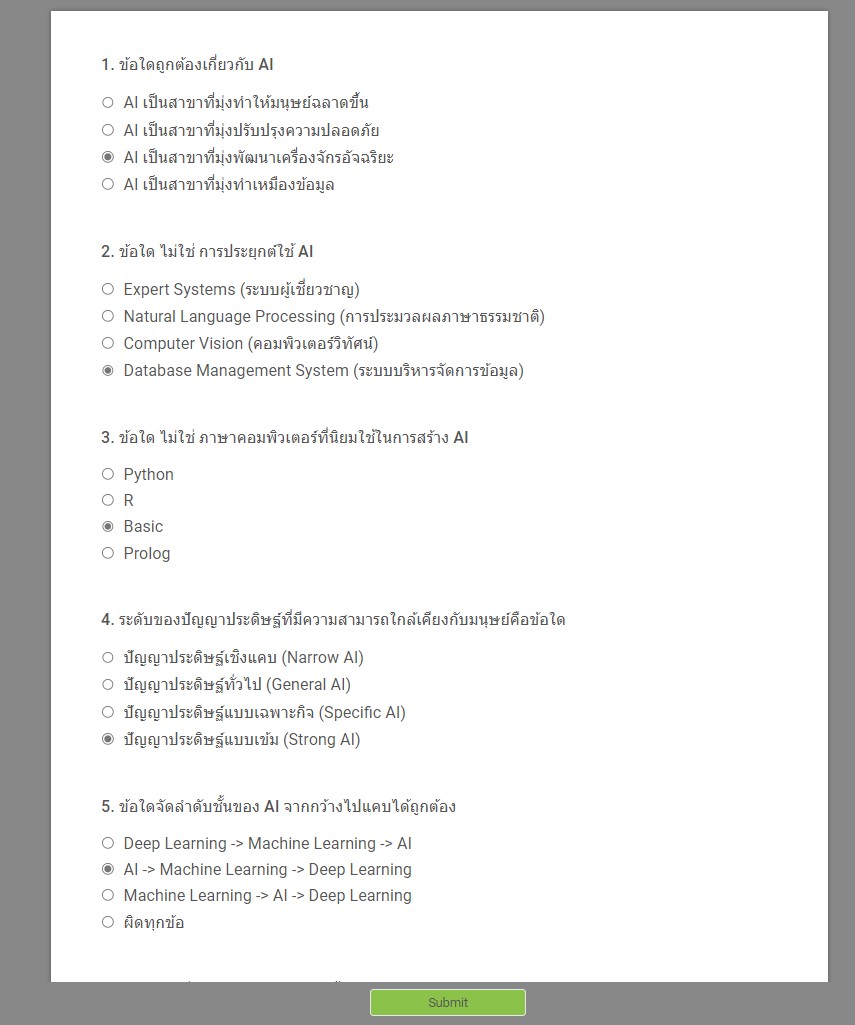 1. ข้อใดถูกต้องเกี่ยวกับ AI
AI เป็นสาขาที่มุ่งทำให้มนุษย์ฉลาดขึ้น
AI เป็นสาขาที่มุ่งปรับปรุงความปลอดภัย
AI เป็นสาขาที่มุ่งพัฒนาเครื่องจักรอัจฉริยะ
AI เป็นสาขาที่มุ่งทำเหมืองข้อมูล
2. ข้อใด ไม่ใช่ การประยุกต์ใช้ AI
Expert Systems (ระบบผู้เชี่ยวชาญ)
Natural Language Processing (การประมวลผลภาษาธรรมชาติ)
Computer Vision (คอมพิวเตอร์วิทัศน์)
Database Management System (ระบบบริหารจัดการข้อมูล)
3. ข้อใด ไม่ใช่ ภาษาคอมพิวเตอร์ที่นิยมใช้ในการสร้าง AI
Python
R
Basic
Prolog
4. ระดับของปัญญาประดิษฐ์ที่มีความสามารถใกล้เคียงกับมนุษย์คือข้อใด
ปัญญาประดิษฐ์เชิงแคบ (Narrow AI)
ปัญญาประดิษฐ์ทั่วไป (General AI)
ปัญญาประดิษฐ์แบบเฉพาะกิจ (Specific AI)
ปัญญาประดิษฐ์แบบเข้ม (Strong AI)
5. ข้อใดจัดลำดับชั้นของ AI จากกว้างไปแคบได้ถูกต้อง
Deep Learning -> Machine Learning -> AI
AI -> Machine Learning -> Deep Learning
Machine Learning -> AI -> Deep Learning
ผิดทุกข้อ
Submit